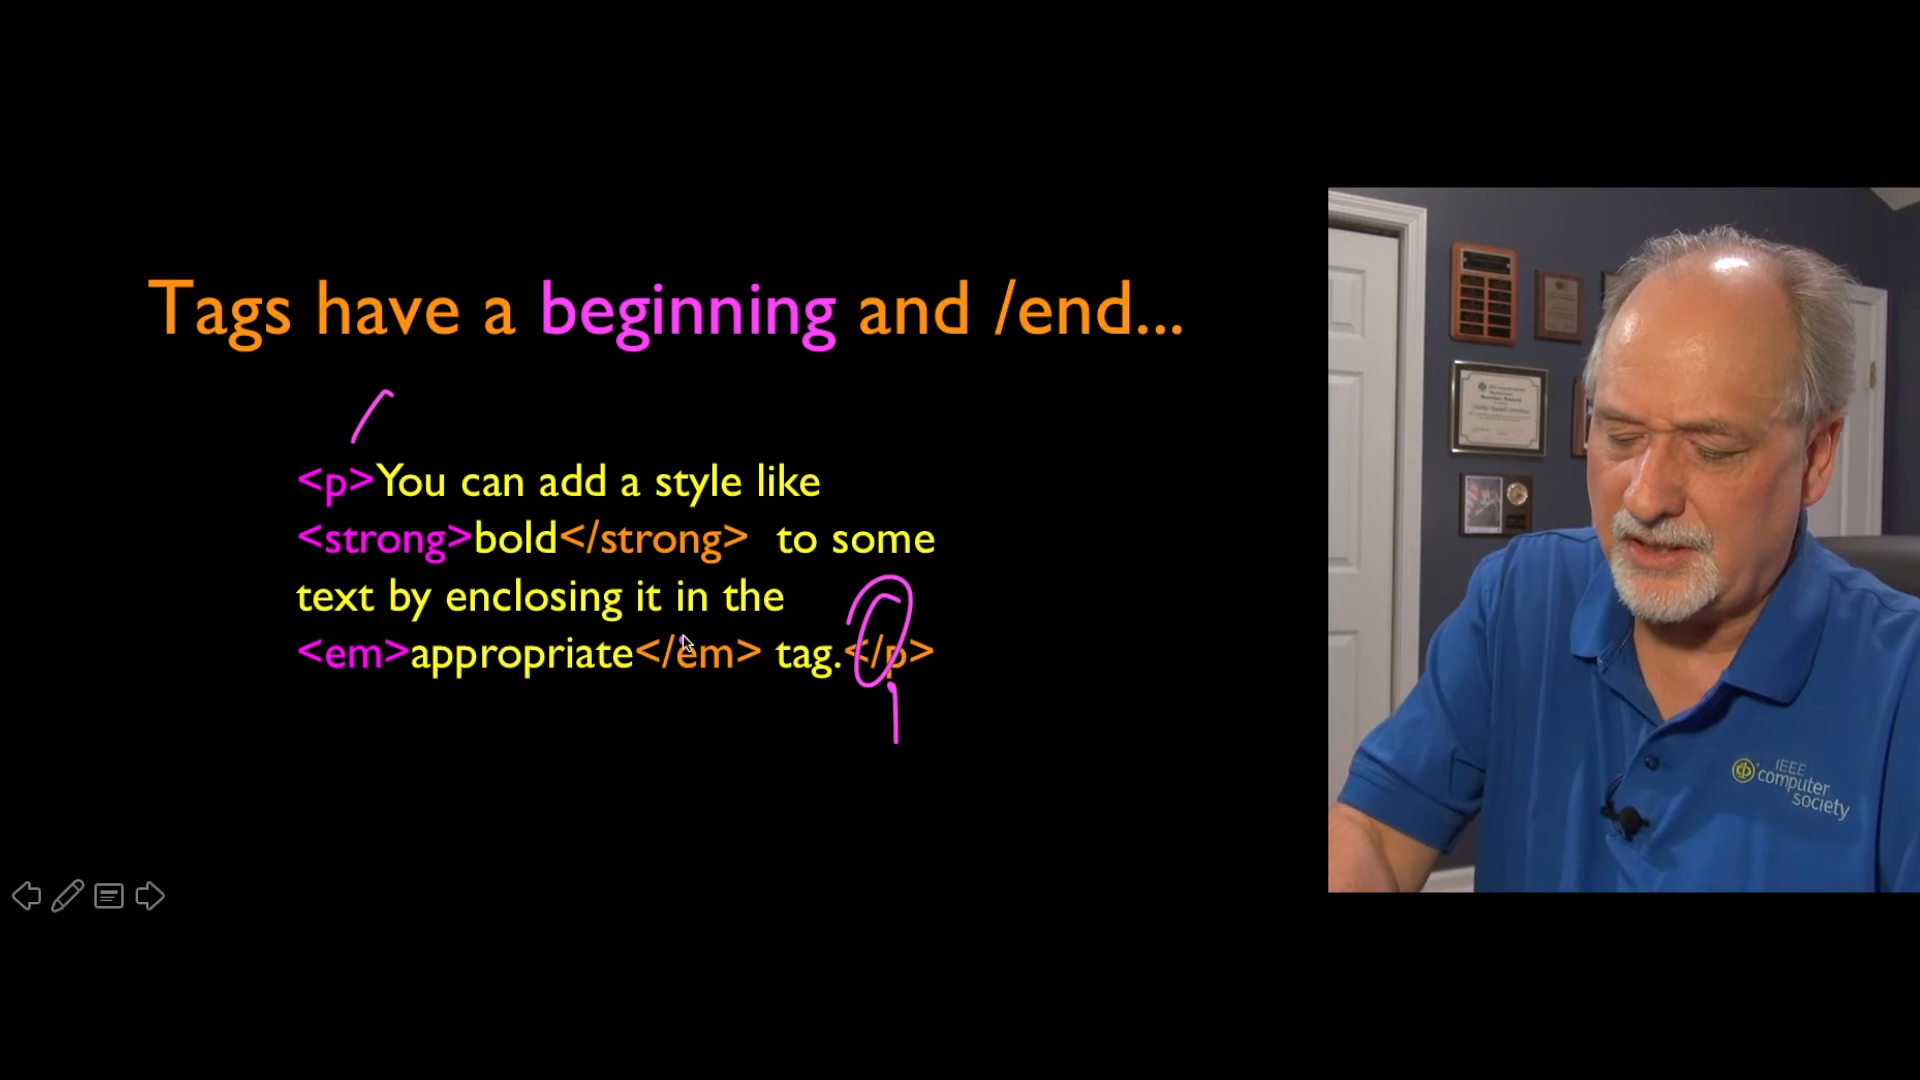 Tags have a beginning and /end...
<p>You can add a style like
<strong>bold</strong> to some
text by enclosing it in the
<em>appropriate</em> tag.</p>
IEEE
computer
society